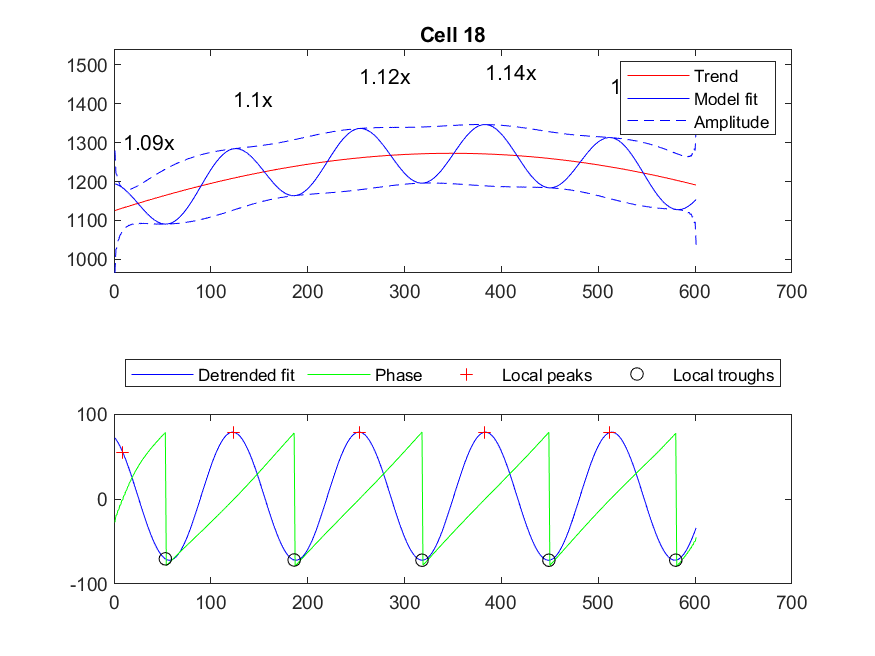 Cell 18
1500
1400
1300
1200
1100
1000
1.09x
1.1x
1.12x
1.14x
1
Trend
Model fit
Amplitude
0 100 200 300 400 500 600 700
Detrended fit Phase Local peaks Local troughs
100
0
-100
0 100 200 300 400 500 600 700